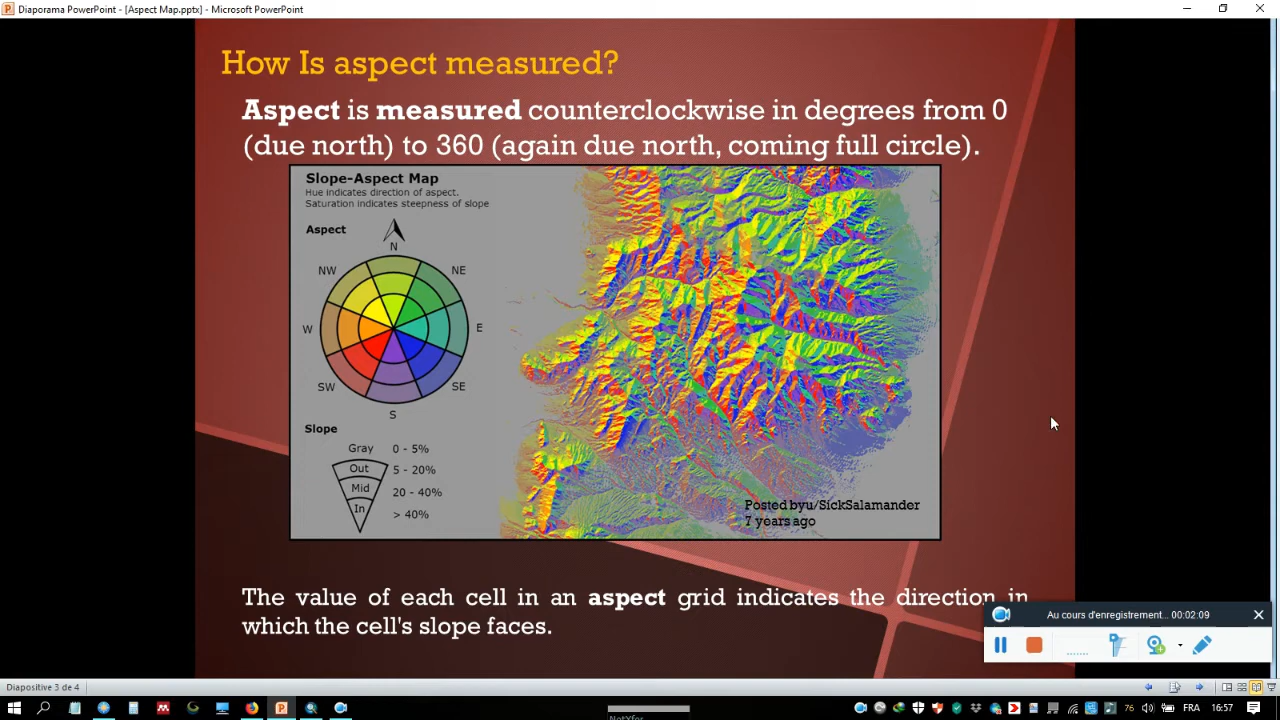 Diaporama PowerPoint - [Aspect Map.pptx] - Microsoft PowerPoint
How Is aspect measured?
Aspect is measured counterclockwise in degrees from 0
(due north) to 360 (again due north, coming full circle).
Slope-Aspect Map
Hue indicates direction of aspect.
Saturation indicates steepness of slope
Aspect
N
NW
NE
W
E
SW
SE
S
Slope
Gray 0 - 5%
Out 5 - 20%
Mid 20 - 40%
In > 40%
Posted byu/SickSalamander
7 years ago
The value of each cell in an aspect grid indicates the direction in
which the cell's slope faces.
Au cours d'enregistrement... 00:02:09
Diapositive 3 de 4
76
FRA
16:57